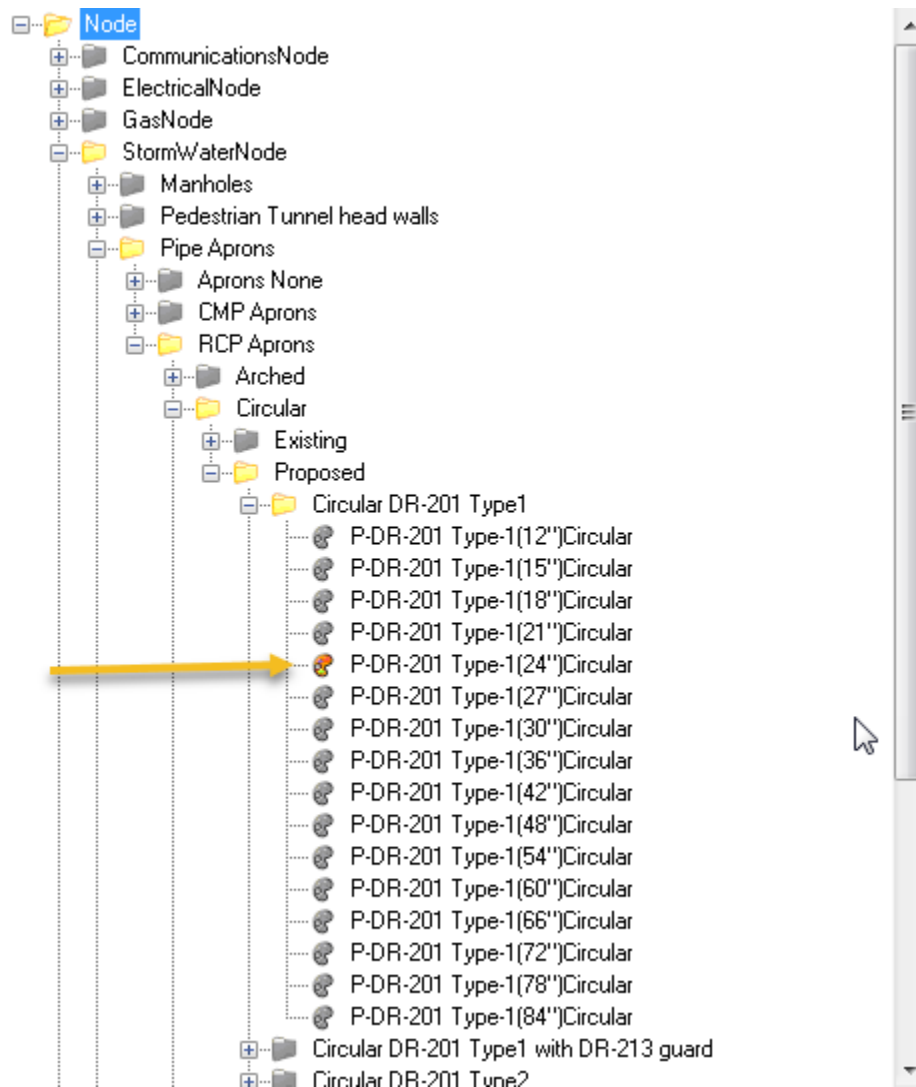 Node
CommunicationsNode
ElectricalNode
GasNode
StormWaterNode
Manholes
Pedestrian Tunnel head walls
Pipe Aprons
Aprons None
CMP Aprons
RCP Aprons
Arched
Circular
Existing
Proposed
Circular DR-201 Type1
P-DR-201 Type-1(12'')Circular
P-DR-201 Type-1(15'')Circular
P-DR-201 Type-1(18'')Circular
P-DR-201 Type-1(21'')Circular
P-DR-201 Type-1(24'')Circular
P-DR-201 Type-1(27'')Circular
P-DR-201 Type-1(30'')Circular
P-DR-201 Type-1(36'')Circular
P-DR-201 Type-1(42'')Circular
P-DR-201 Type-1(48'')Circular
P-DR-201 Type-1(54'')Circular
P-DR-201 Type-1(60'')Circular
P-DR-201 Type-1(66'')Circular
P-DR-201 Type-1(72'')Circular
P-DR-201 Type-1(78'')Circular
P-DR-201 Type-1(84'')Circular
Circular DR-201 Type1 with DR-213 guard
Circular DR-201 Type2